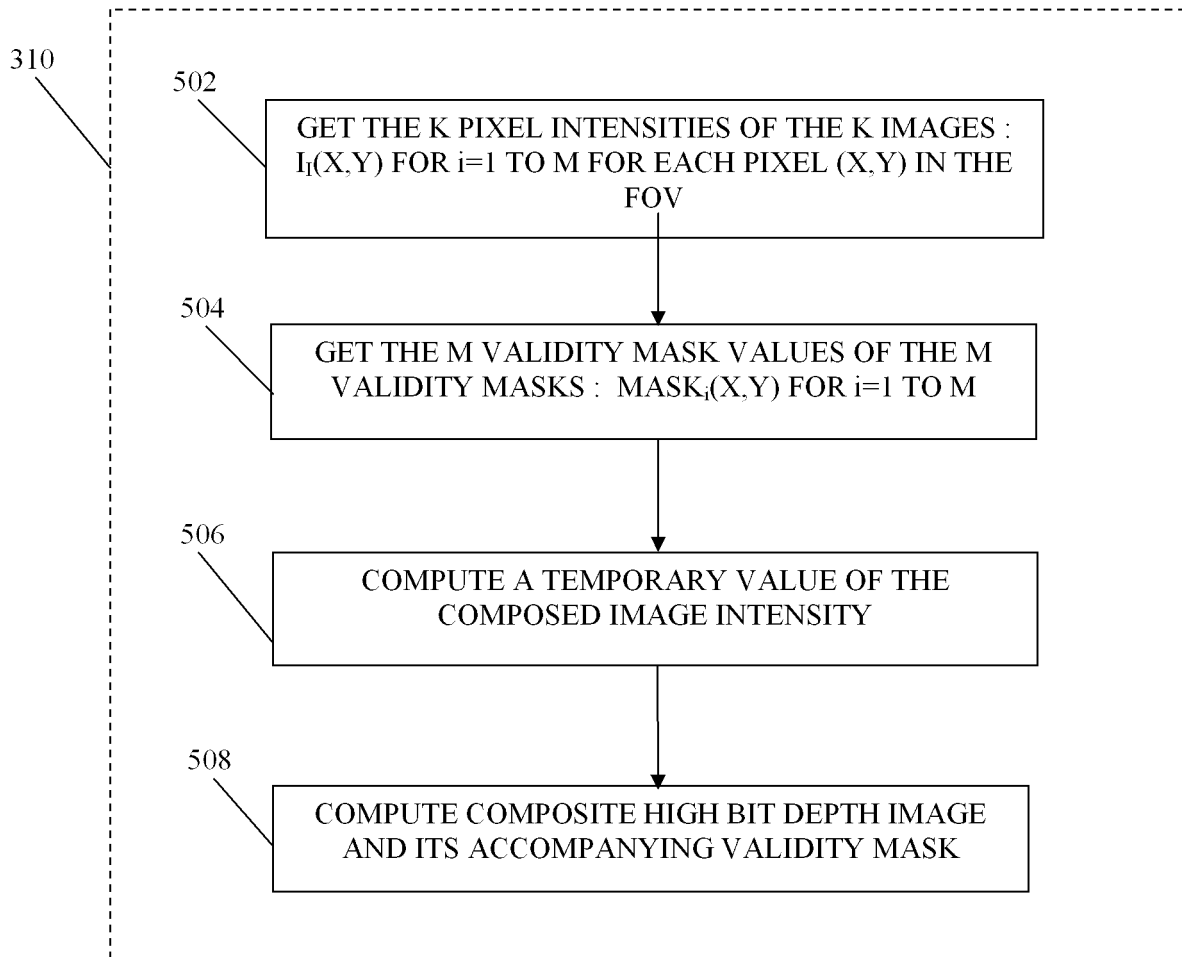 310
502
GET THE K PIXEL INTENSITIES OF THE K IMAGES :
I_I(X,Y) FOR i=1 TO M FOR EACH PIXEL (X,Y) IN THE
FOV
504
GET THE M VALIDITY MASK VALUES OF THE M
VALIDITY MASKS : MASK_i(X,Y) FOR i=1 TO M
506
COMPUTE A TEMPORARY VALUE OF THE
COMPOSED IMAGE INTENSITY
508
COMPUTE COMPOSITE HIGH BIT DEPTH IMAGE
AND ITS ACCOMPANYING VALIDITY MASK